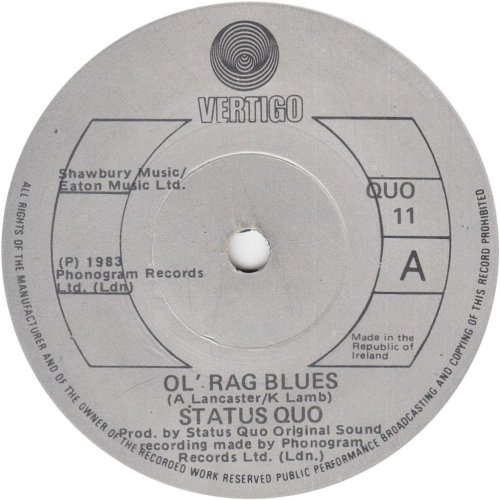 VERTIGO
Shawbury Music/
Eaton Music Ltd.
QUO
11
(P) 1983
Phonogram Records
Ltd. (Ldn)
A
Made in the
Republic of
Ireland
OL' RAG BLUES
(A Lancaster/K Lamb)
STATUS QUO
Prod. by Status Quo Original Sound
recording made by Phonogram
Records Ltd. (Ldn.)
ALL RIGHTS OF THE MANUFACTURER AND OF THE OWNER OF THE RECORDED WORK RESERVED PUBLIC PERFORMANCE BROADCASTING AND COPYING OF THIS RECORD PROHIBITED